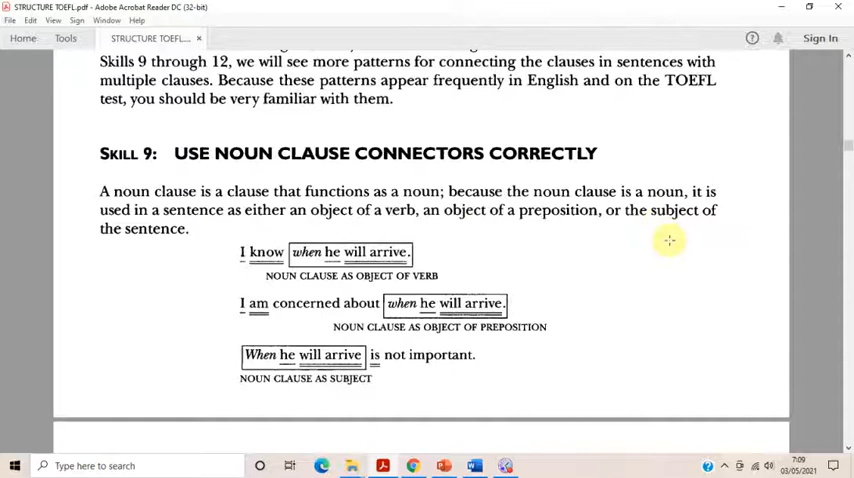 STRUCTURE TOEFL.pdf - Adobe Acrobat Reader DC (32-bit)
File Edit View Sign Window Help
Home Tools STRUCTURE TOEFL.... × Sign In
Skills 9 through 12, we will see more patterns for connecting the clauses in sentences with
multiple clauses. Because these patterns appear frequently in English and on the TOEFL
test, you should be very familiar with them.
SKILL 9: USE NOUN CLAUSE CONNECTORS CORRECTLY
A noun clause is a clause that functions as a noun; because the noun clause is a noun, it is
used in a sentence as either an object of a verb, an object of a preposition, or the subject of
the sentence.
I know when he will arrive.
NOUN CLAUSE AS OBJECT OF VERB
I am concerned about when he will arrive.
NOUN CLAUSE AS OBJECT OF PREPOSITION
When he will arrive is not important.
NOUN CLAUSE AS SUBJECT
Type here to search
7:09
03/05/2021